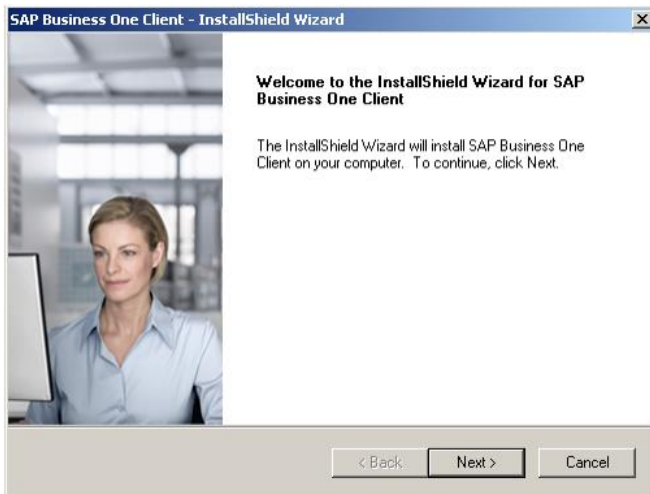 SAP Business One Client - InstallShield Wizard
Welcome to the InstallShield Wizard for SAP
Business One Client
The InstallShield Wizard will install SAP Business One
Client on your computer. To continue, click Next.
< Back
Next >
Cancel